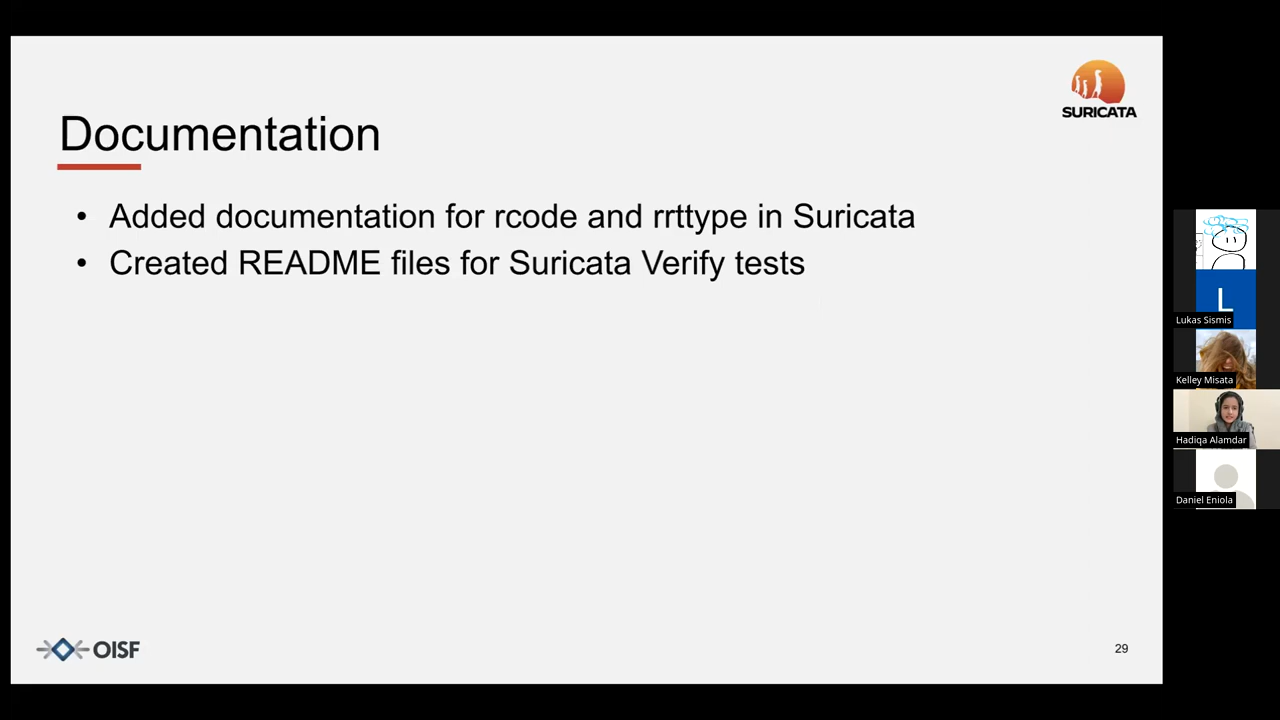 SURICATA
Documentation
• Added documentation for rcode and rrttype in Suricata
• Created README files for Suricata Verify tests
L
Lukas Sismis
Kelley Misata
Hadiqa Alamdar
Daniel Eniola
OISF
29